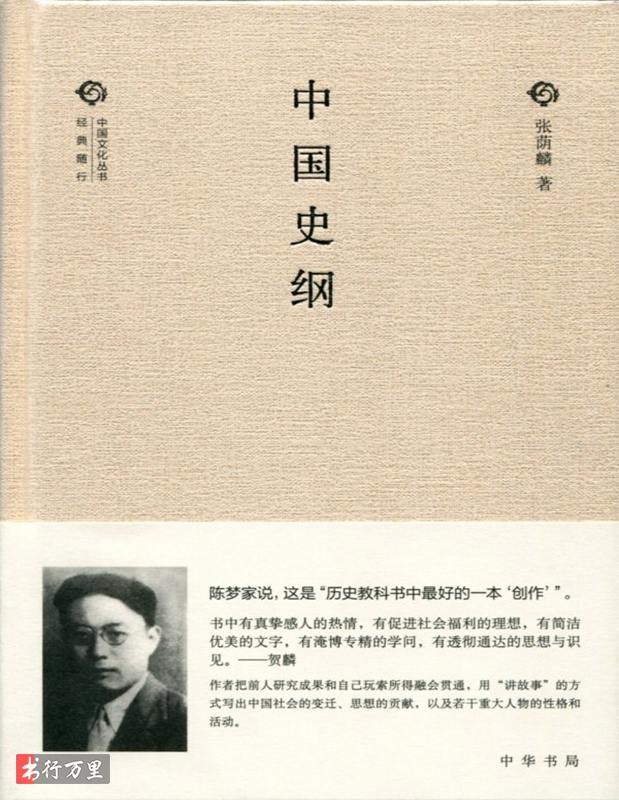 中国史纲
张荫麟 著
中国文化丛书
经典随行
陈梦家说，这是“历史教科书中最好的一本‘创作’”。
书中有真挚感人的热情，有促进社会福利的理想，有简洁
优美的文字，有淹博专精的学问，有透彻通达的思想与识
见。——贺麟
作者把前人研究成果和自己玩索所得融会贯通，用“讲故事”的方
式写出中国社会的变迁、思想的贡献，以及若干重大人物的性格和
活动。
中华书局
书行万里